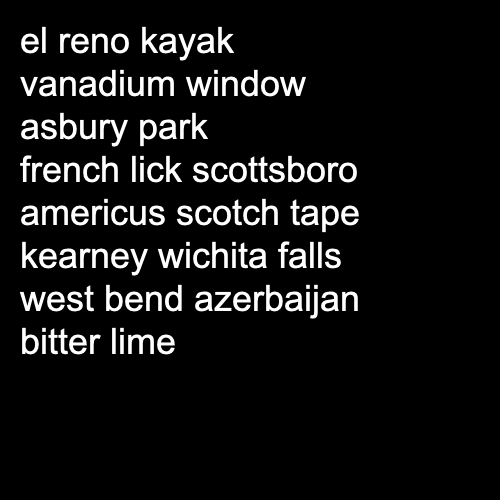 el reno kayak
vanadium window
asbury park
french lick scottsboro
americus scotch tape
kearney wichita falls
west bend azerbaijan
bitter lime